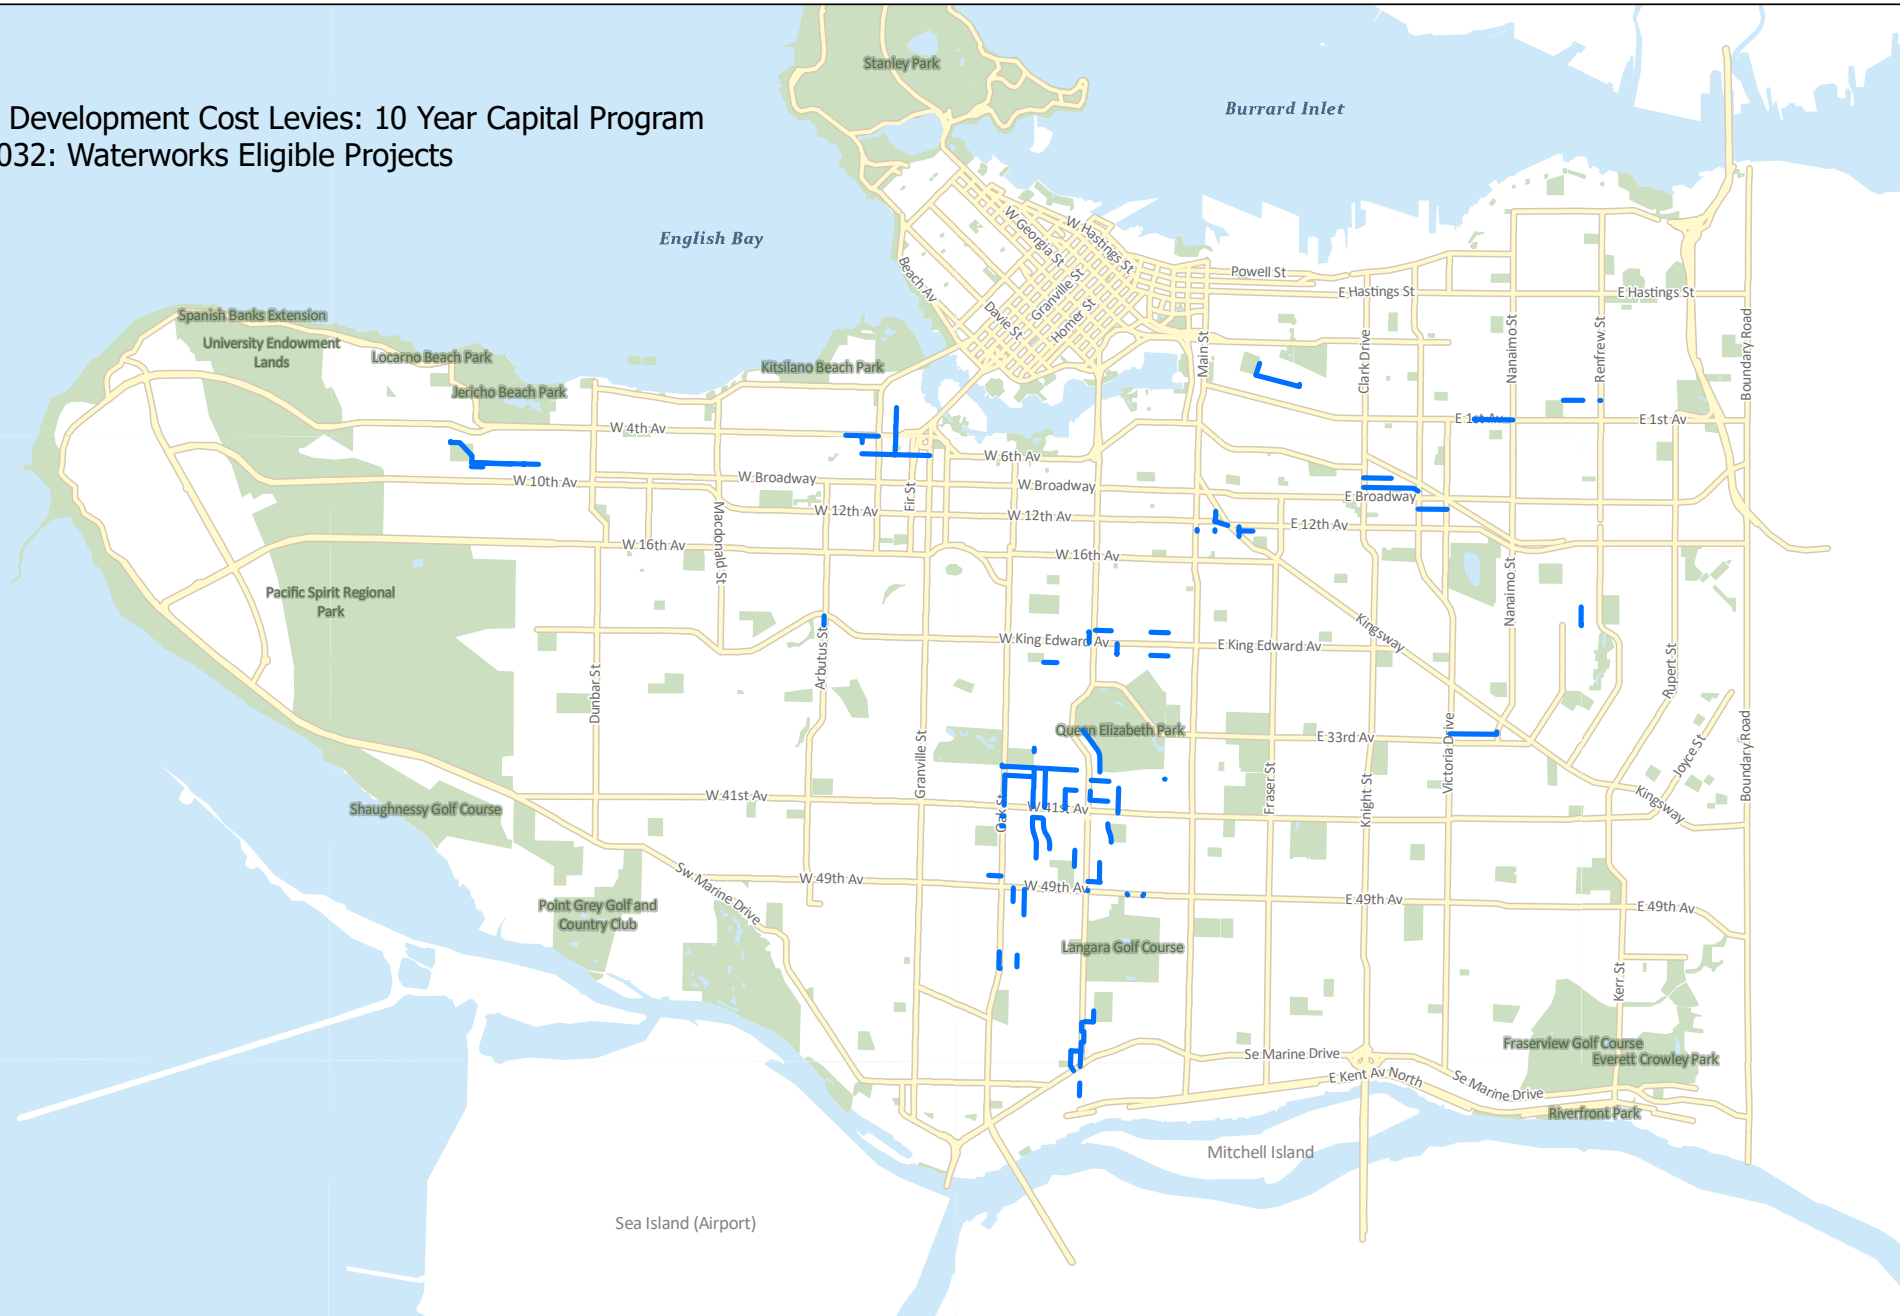 Development Cost Levies: 10 Year Capital Program
032: Waterworks Eligible Projects
Stanley Park
Burrard Inlet
English Bay
W Georgia St
W Hastings St
Beach Av
Granville St
Davie St
Homer St
Powell St
E Hastings St
E Hastings St
Spanish Banks Extension
University Endowment
Lands
Locarno Beach Park
Jericho Beach Park
Kitsilano Beach Park
Main St
Clark Drive
Nanaimo St
Renfrew St
Boundary Road
W 4th Av
E 1st Av
E 1st Av
W 6th Av
W 10th Av
W Broadway
W Broadway
E Broadway
Fir St
W 12th Av
W 12th Av
E 12th Av
Macdonald St
W 16th Av
W 16th Av
Pacific Spirit Regional
Park
Nanaimo St
Kingsway
W King Edward Av
E King Edward Av
Arbutus St
Dunbar St
Rupert St
Queen Elizabeth Park
E 33rd Av
Granville St
Victoria Drive
Joyce St
Boundary Road
Fraser St
Knight St
Shaughnessy Golf Course
W 41st Av
W 41st Av
Oak St
Kingsway
Sw Marine Drive
W 49th Av
W 49th Av
E 49th Av
E 49th Av
Point Grey Golf and
Country Club
Langara Golf Course
Kerr St
Fraserview Golf Course
Everett Crowley Park
Se Marine Drive
E Kent Av North
Se Marine Drive
Riverfront Park
Mitchell Island
Sea Island (Airport)